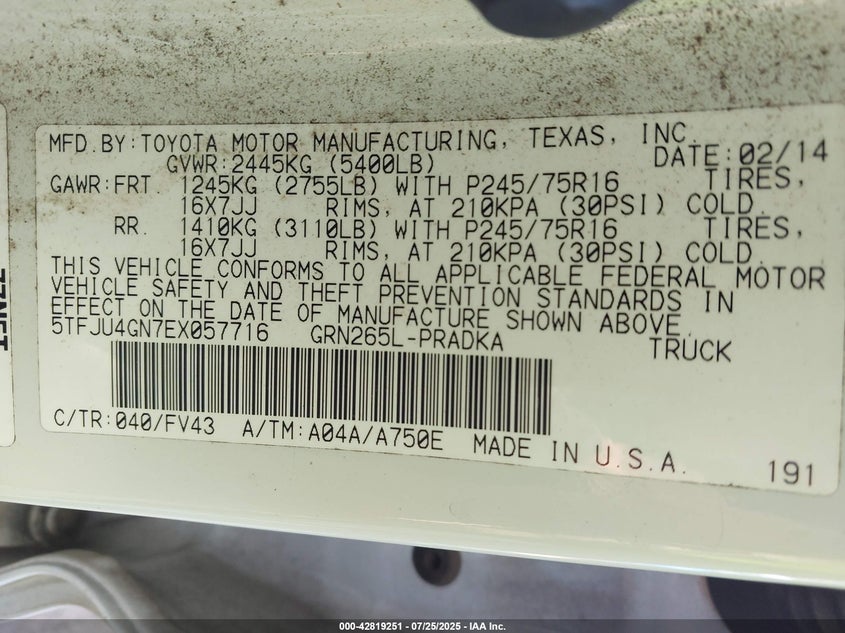 MFD.BY:TOYOTA MOTOR MANUFACTURING, TEXAS, INC.
GVWR:2445KG (5400LB) DATE:02/14
GAWR:FRT. 1245KG (2755LB) WITH P245/75R16 TIRES,
16X7JJ RIMS, AT 210KPA (30PSI) COLD.
RR. 1410KG (3110LB) WITH P245/75R16 TIRES,
16X7JJ RIMS, AT 210KPA (30PSI) COLD.
THIS VEHICLE CONFORMS TO ALL APPLICABLE FEDERAL MOTOR
VEHICLE SAFETY AND THEFT PREVENTION STANDARDS IN
EFFECT ON THE DATE OF MANUFACTURE SHOWN ABOVE.
5TFJU4GN7EX057716 GRN265L-PRADKA TRUCK
C/TR:040/FV43 A/TM:A04A/A750E MADE IN U.S.A. 191
000-42819251 | 07/25/2025 - IAA Inc.